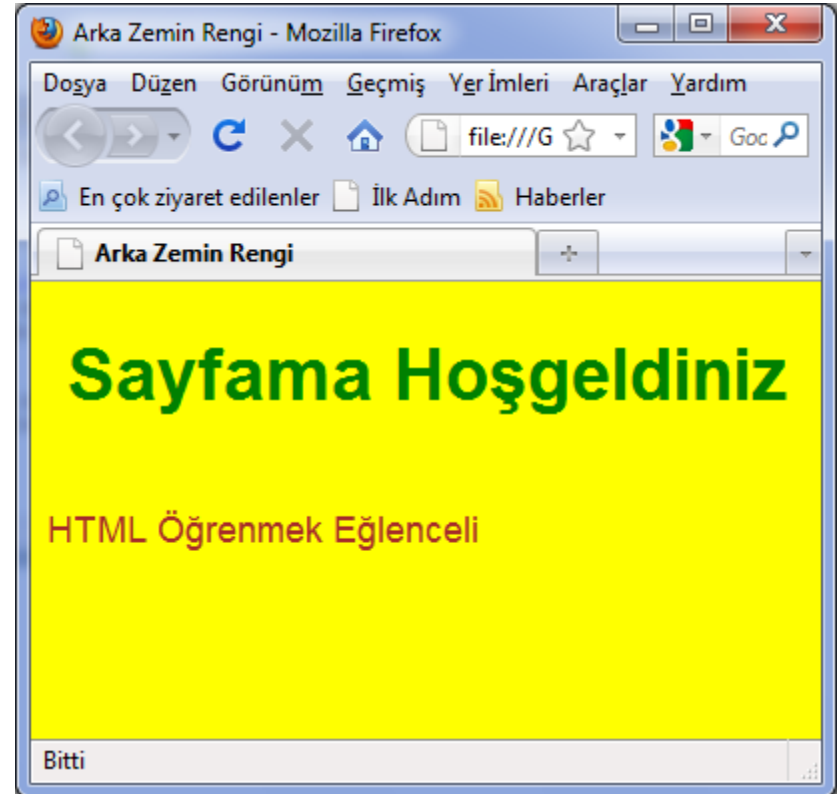 Arka Zemin Rengi - Mozilla Firefox
Dosya Düzen Görünüm Geçmiş Yer İmleri Araçlar Yardım
file:///G Goc
En çok ziyaret edilenler İlk Adım Haberler
Arka Zemin Rengi
Sayfama Hoşgeldiniz
HTML Öğrenmek Eğlenceli
Bitti